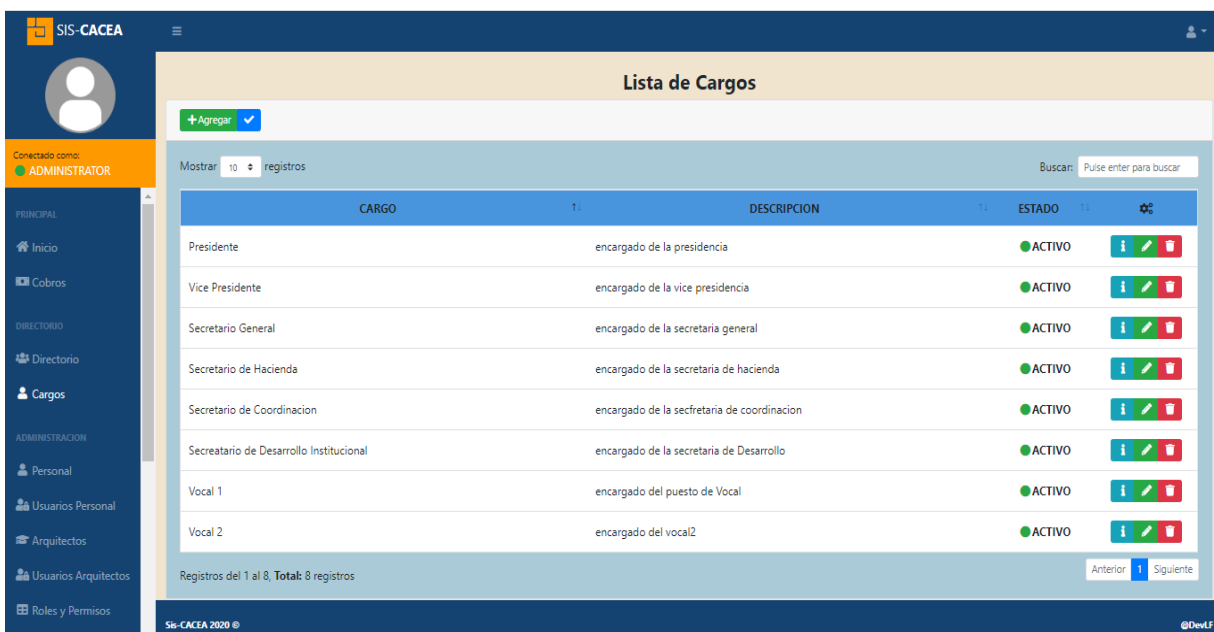 SIS-CACEA
Conectado como:
ADMINISTRATOR
PRINCIPAL
Inicio
Cobros
DIRECTORIO
Directorio
Cargos
ADMINISTRACION
Personal
Usuarios Personal
Arquitectos
Usuarios Arquitectos
Roles y Permisos
Lista de Cargos
+Agregar
Mostrar 10 registros
Buscar: Pulse enter para buscar
CARGO DESCRIPCION ESTADO
Presidente encargado de la presidencia ACTIVO
Vice Presidente encargado de la vice presidencia ACTIVO
Secretario General encargado de la secretaria general ACTIVO
Secretario de Hacienda encargado de la secretaria de hacienda ACTIVO
Secretario de Coordinacion encargado de la secfretaria de coordinacion ACTIVO
Secreatario de Desarrollo Institucional encargado de la secretaria de Desarrollo ACTIVO
Vocal 1 encargado del puesto de Vocal ACTIVO
Vocal 2 encargado del vocal2 ACTIVO
Registros del 1 al 8, Total: 8 registros
Anterior 1 Siguiente
Sis-CACEA 2020 ©
@DevLF